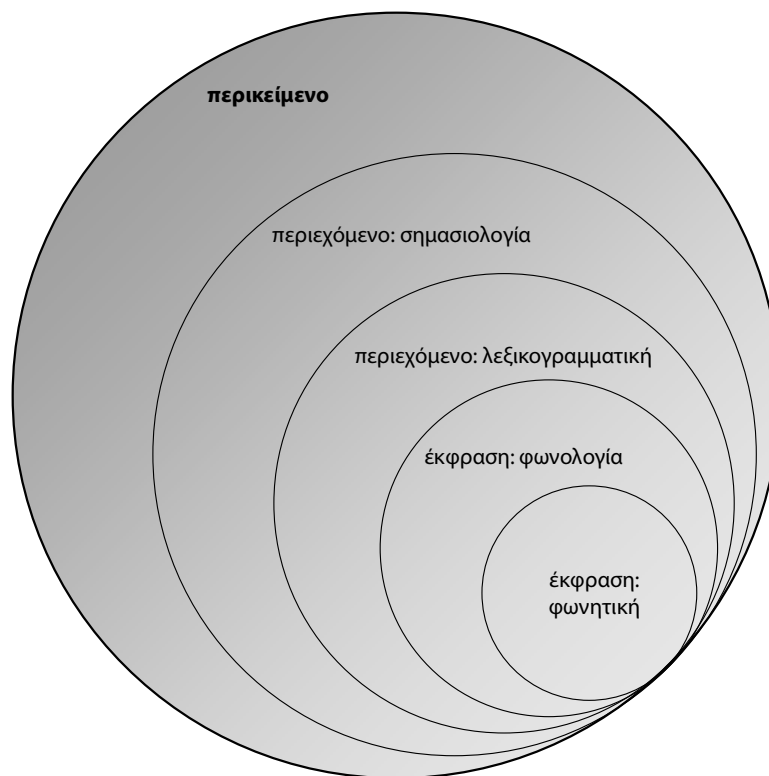 περικείμενο
περιεχόμενο: σημασιολογία
περιεχόμενο: λεξικογραμματική
έκφραση: φωνολογία
έκφραση:
φωνητική